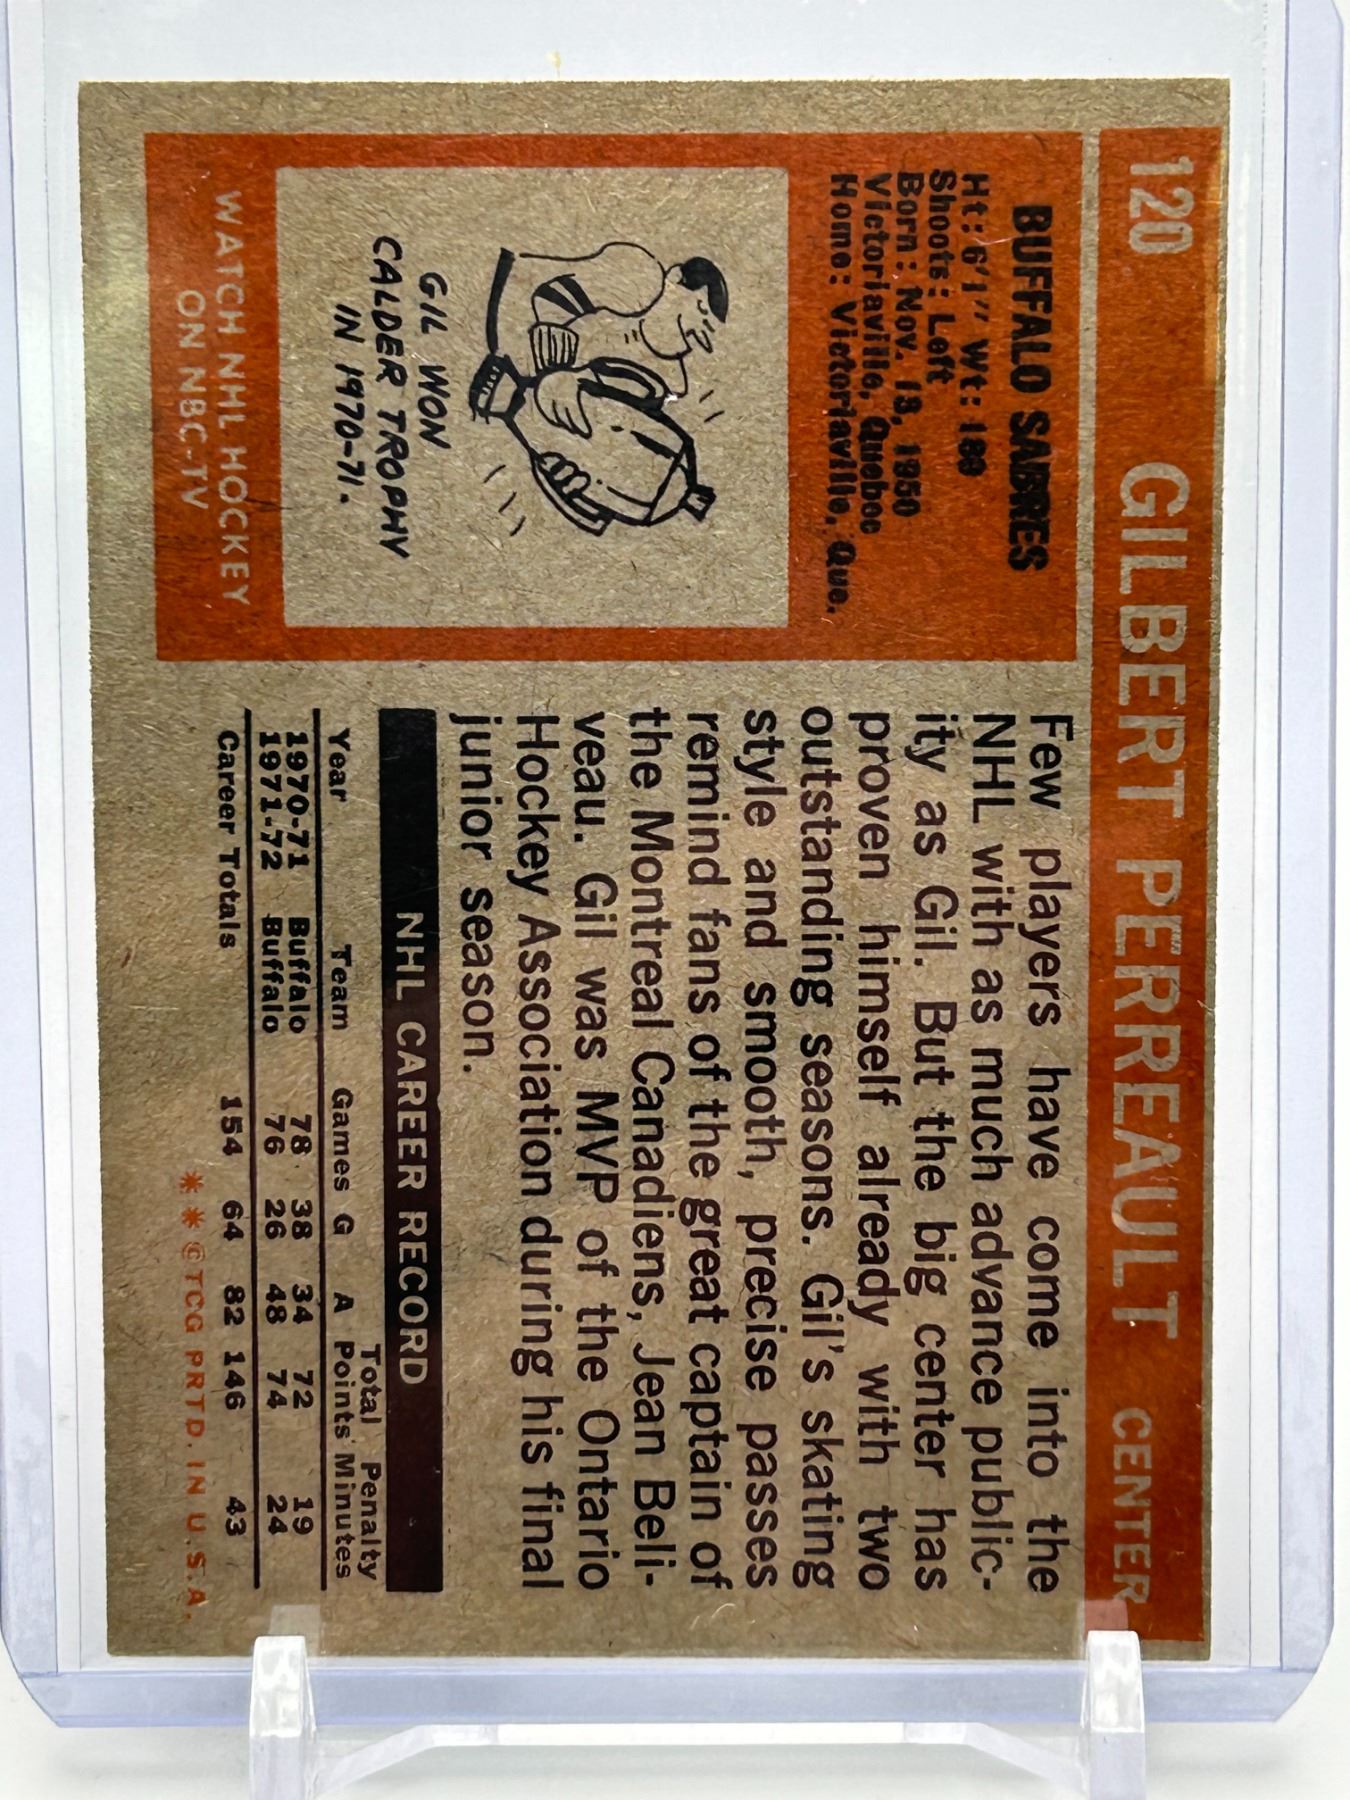 120 GILBERT PERREAULT CENTER
BUFFALO SABRES
Ht: 6'1" Wt: 180
Shoots: Left
Born: Nov. 13, 1950
Victoriaville, Quebec
Home: Victoriaville, Que.
GIL WON
CALDER TROPHY
IN 1970-71.
WATCH NHL HOCKEY
ON NBC-TV
Few players have come into the
NHL with as much advance public-
ity as Gil. But the big center has
proven himself already with two
outstanding seasons. Gil's skating
style and smooth, precise passes
remind fans of the great captain of
the Montreal Canadiens, Jean Beli-
veau. Gil was MVP of the Ontario
Hockey Association during his final
junior season.
NHL CAREER RECORD
Total Penalty
Year Team Games G A Points Minutes
1970-71 Buffalo 78 38 34 72 19
1971-72 Buffalo 76 26 48 74 24
Career Totals 154 64 82 146 43
* * ©TCG PRTD. IN U.S.A.